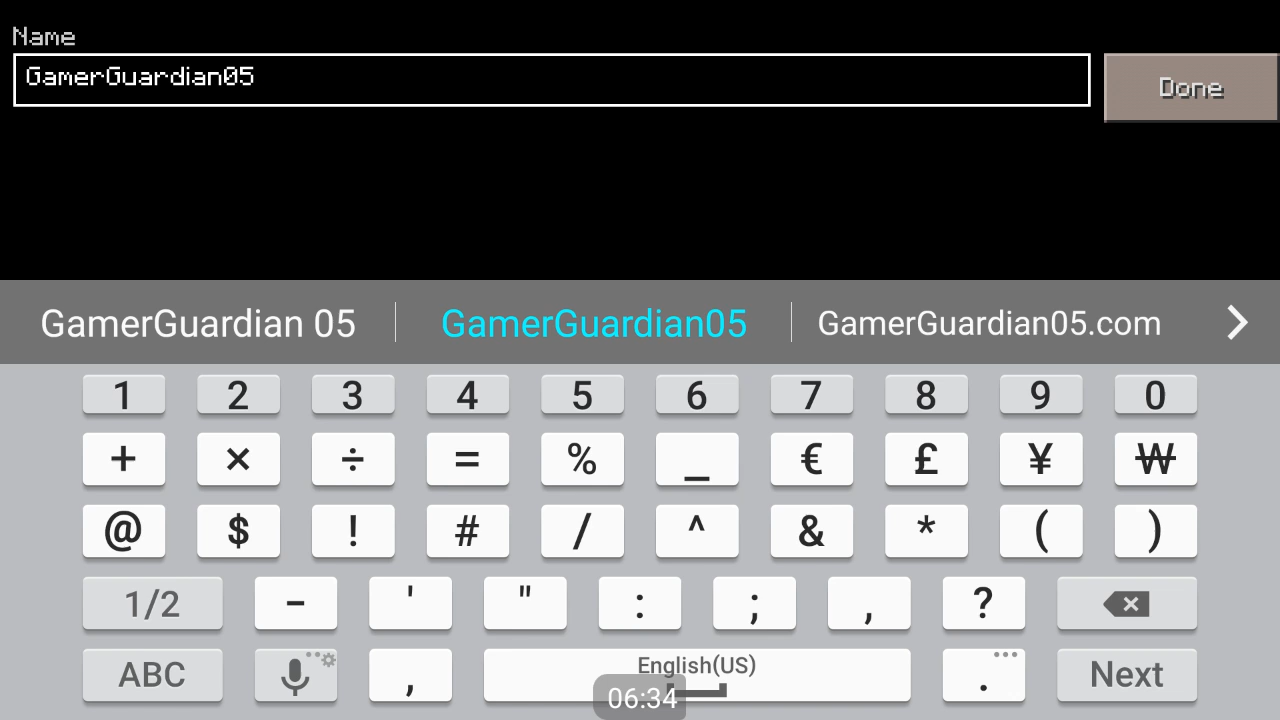 Name
GamerGuardian05
Done
GamerGuardian 05 GamerGuardian05 GamerGuardian05.com
1 2 3 4 5 6 7 8 9 0
+ × ÷ = % _ € £ ¥ ₩
@ $ ! # / ^ & * ( )
1/2 - ' " : ; , ?
ABC , English(US) . Next
06:34